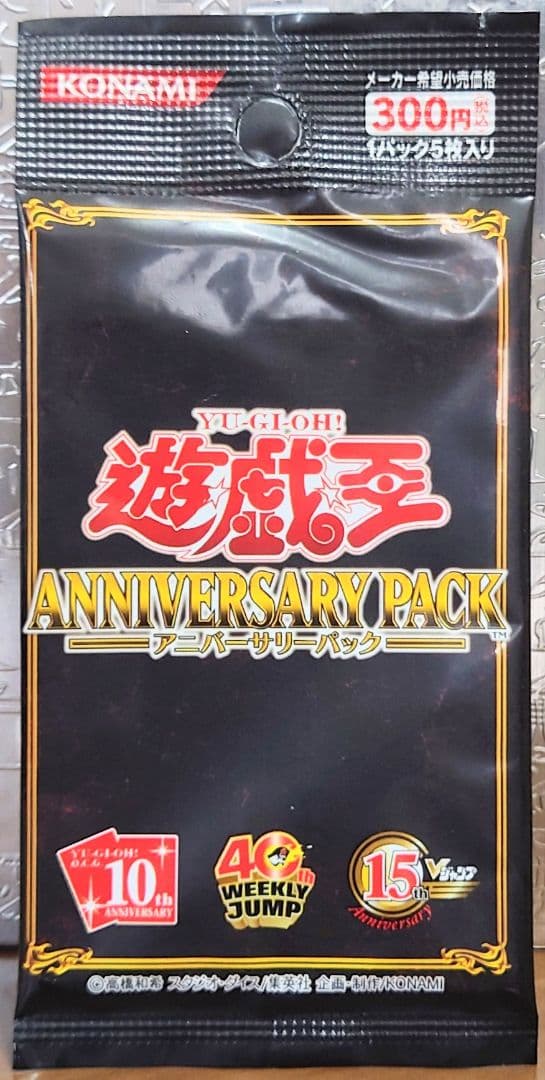 KONAMI
メーカー希望小売価格
300円税込
1パック5枚入り
YU-GI-OH!
遊戯王
ANNIVERSARY PACK
アニバーサリーパック™
YU-GI-OH!
O.C.G.
10th
ANNIVERSARY
40th
WEEKLY
JUMP
15th
Vジャンプ
Anniversary
©高橋和希 スタジオ・ダイス/集英社 企画・制作/KONAMI